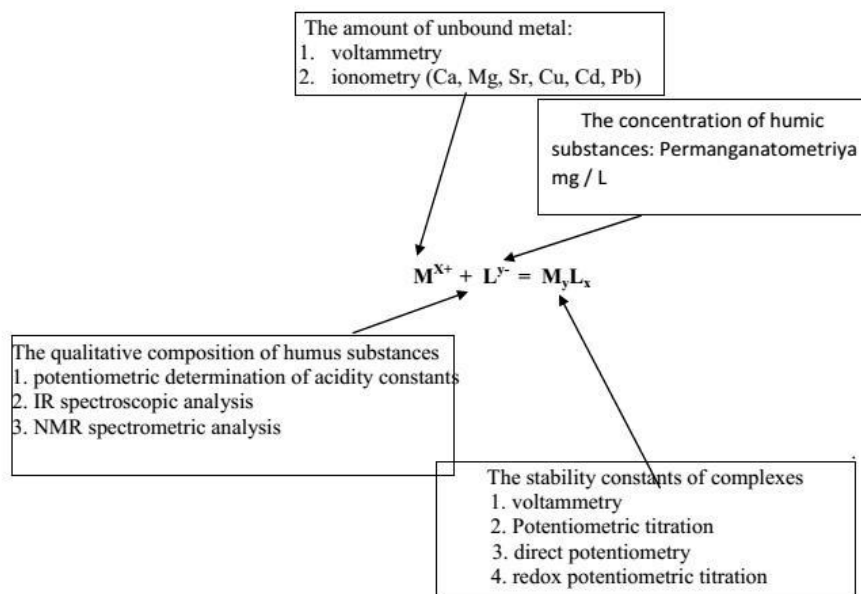 The amount of unbound metal:
1. voltammetry
2. ionometry (Ca, Mg, Sr, Cu, Cd, Pb)
The concentration of humic
substances: Permanganatometriya
mg / L
M^X+ + L^y- = M_yL_x
The qualitative composition of humus substances
1. potentiometric determination of acidity constants
2. IR spectroscopic analysis
3. NMR spectrometric analysis
The stability constants of complexes
1. voltammetry
2. Potentiometric titration
3. direct potentiometry
4. redox potentiometric titration